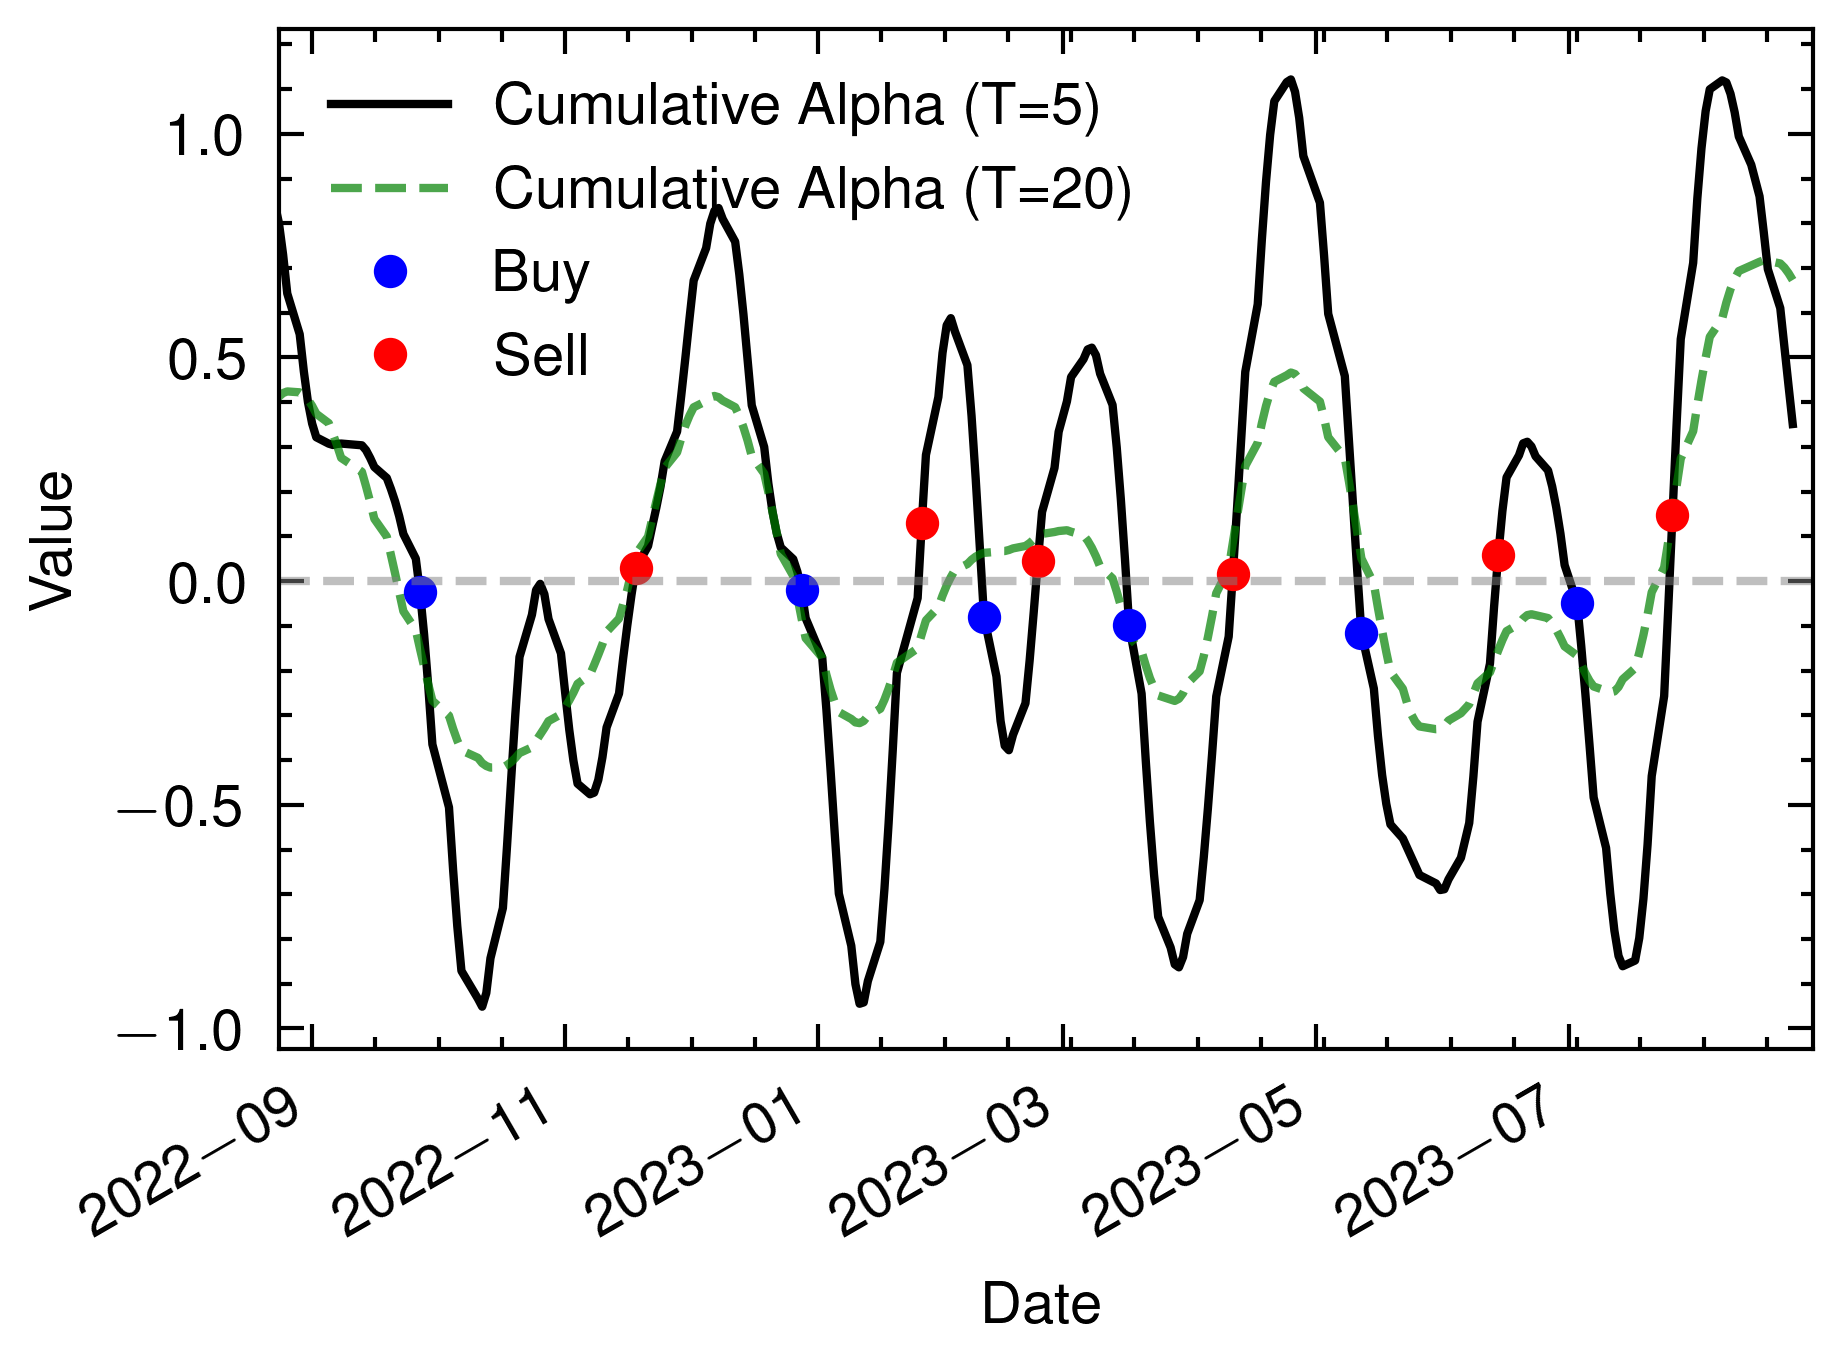 Cumulative Alpha (T=5)
Cumulative Alpha (T=20)
Buy
Sell
Value
1.0
0.5
0.0
−0.5
−1.0
2022−09
2022−11
2023−01
2023−03
2023−05
2023−07
Date